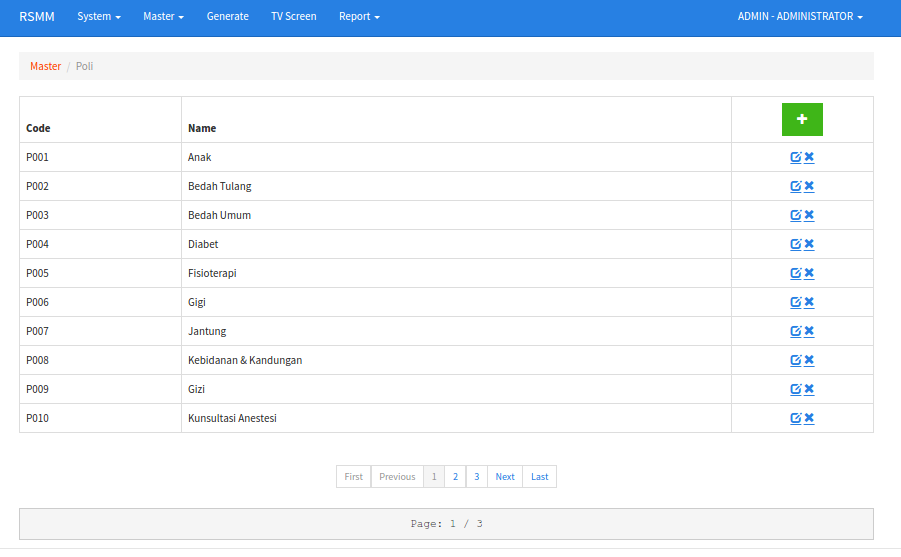 RSMM System Master Generate TV Screen Report ADMIN - ADMINISTRATOR
Master / Poli
Code Name
P001 Anak
P002 Bedah Tulang
P003 Bedah Umum
P004 Diabet
P005 Fisioterapi
P006 Gigi
P007 Jantung
P008 Kebidanan & Kandungan
P009 Gizi
P010 Kunsultasi Anestesi
First Previous 1 2 3 Next Last
Page: 1 / 3